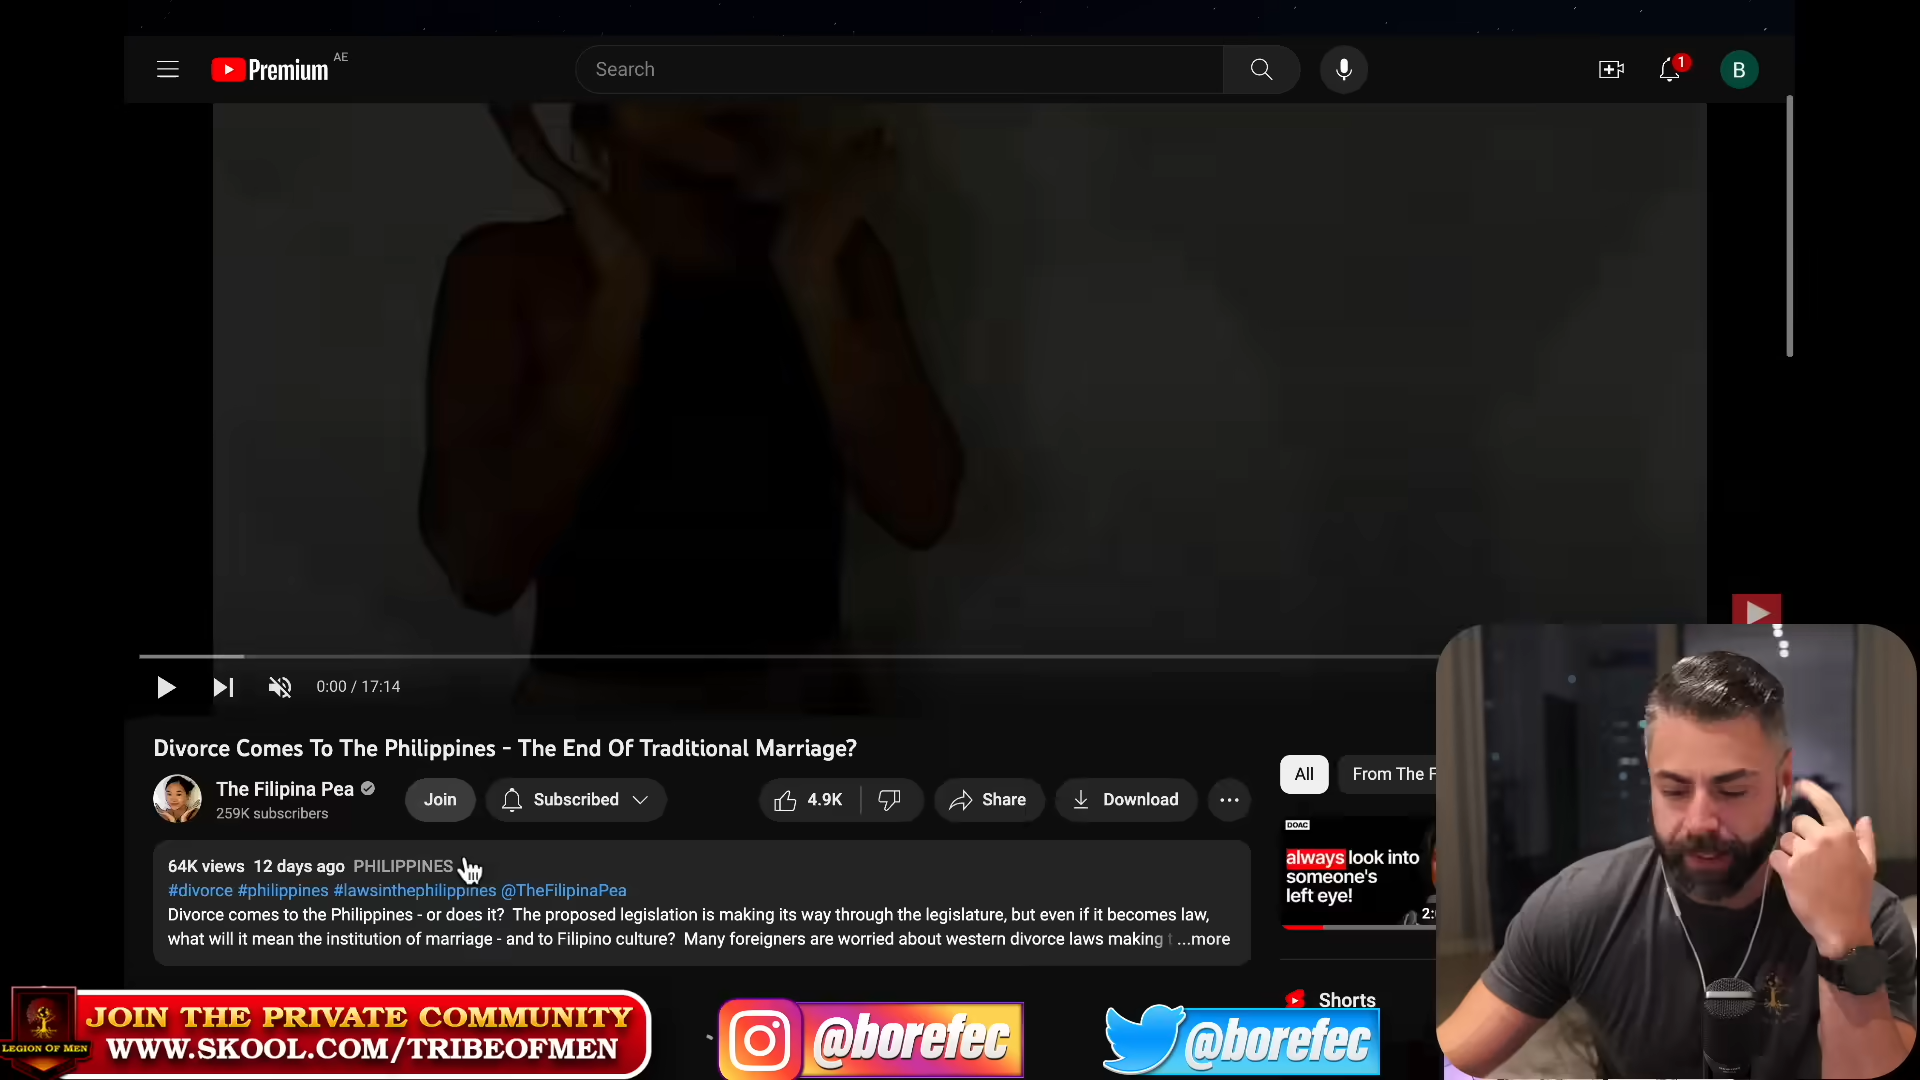 Premium AE
Search
1
B
0:00 / 17:14
Divorce Comes To The Philippines - The End Of Traditional Marriage?
The Filipina Pea
259K subscribers
Join
Subscribed
4.9K
Share
Download
All
From The F
64K views 12 days ago PHILIPPINES
#divorce #philippines #lawsinthephilippines @TheFilipinaPea
Divorce comes to the Philippines - or does it? The proposed legislation is making its way through the legislature, but even if it becomes law,
what will it mean the institution of marriage - and to Filipino culture? Many foreigners are worried about western divorce laws making t ...more
DOAC
always look into
someone's
left eye!
2:
Shorts
LEGION OF MEN
JOIN THE PRIVATE COMMUNITY
WWW.SKOOL.COM/TRIBEOFMEN
@borefec
@borefec